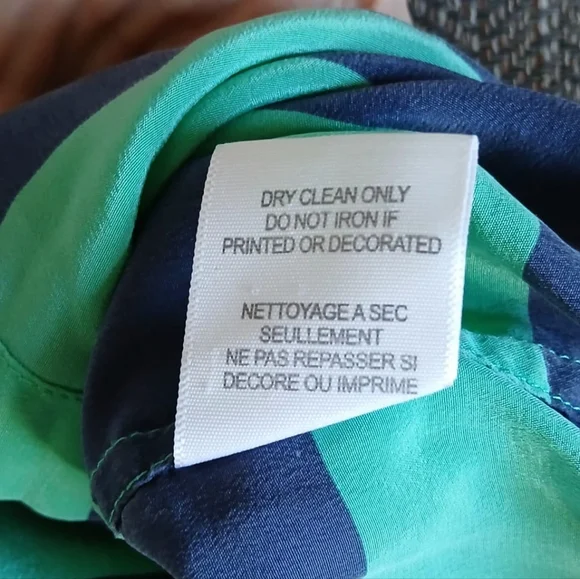 DRY CLEAN ONLY
DO NOT IRON IF
PRINTED OR DECORATED
NETTOYAGE A SEC
SEULLEMENT
NE PAS REPASSER SI
DECORE OU IMPRIME